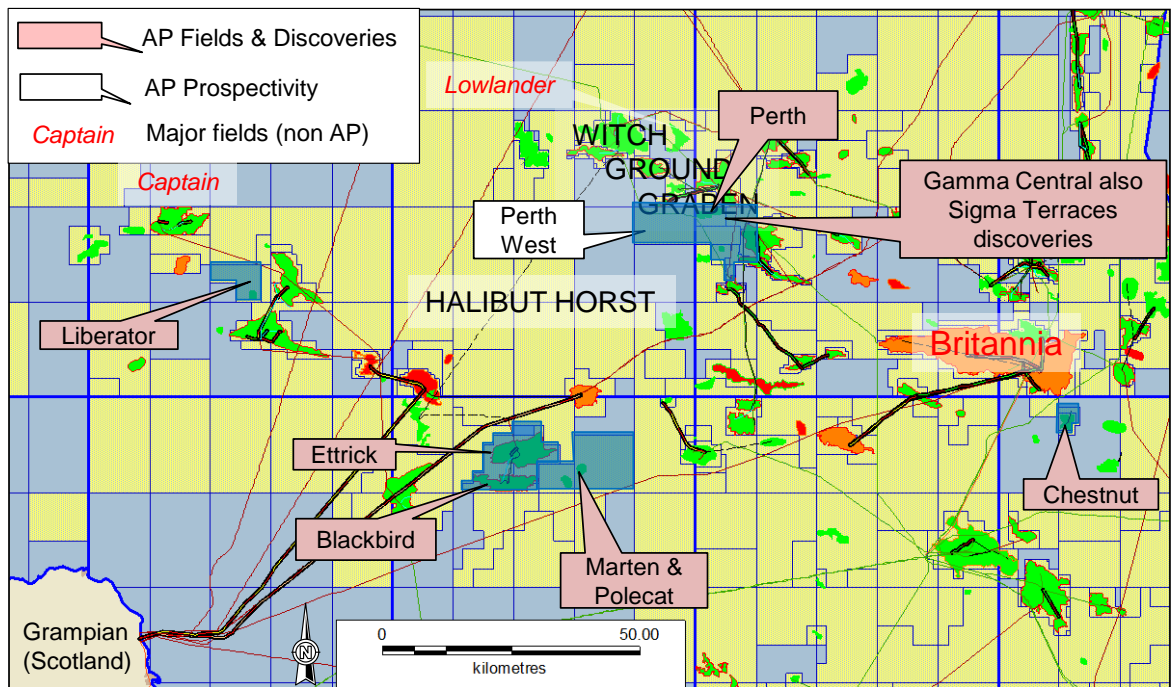 AP Fields & Discoveries
AP Prospectivity
Captain
Major fields (non AP)
Lowlander
Captain
WITCH
GROUND
GRABEN
Perth
Gamma Central also
Sigma Terraces
discoveries
Perth
West
HALIBUT HORST
Liberator
Britannia
Ettrick
Blackbird
Marten &
Polecat
Chestnut
Grampian
(Scotland)
N
0
50.00
kilometres